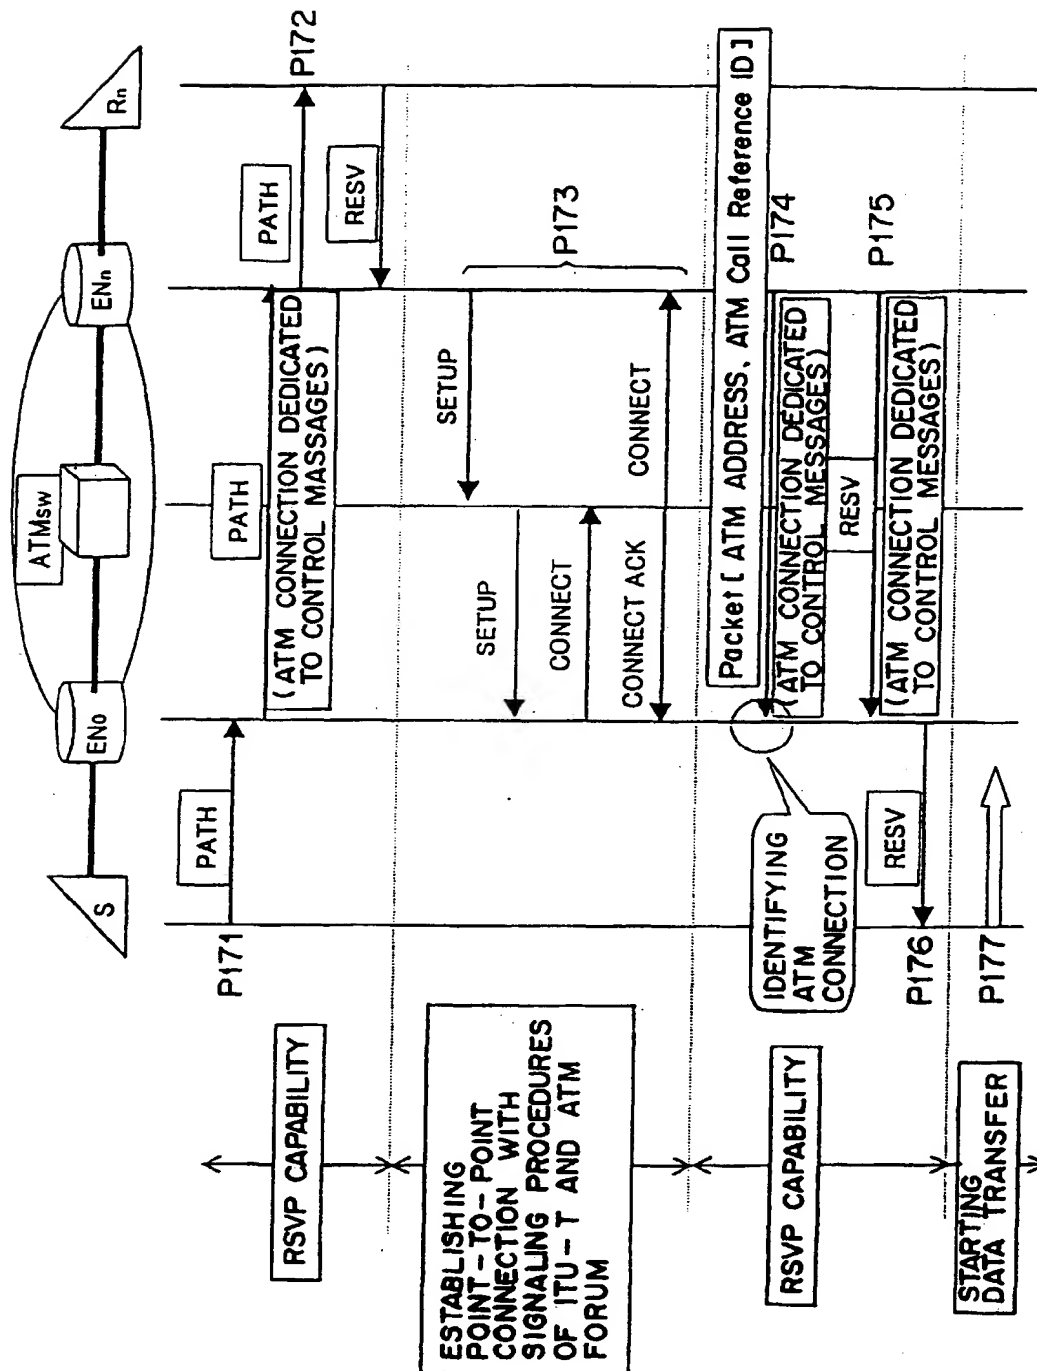 S
EN0
ATMsw
ENn
Rn
P171
PATH
PATH
(ATM CONNECTION DEDICATED
TO CONTROL MASSAGES)
PATH
P172
RESV
RSVP CAPABILITY
SETUP
SETUP
CONNECT
CONNECT ACK
CONNECT
P173
ESTABLISHING
POINT-TO-POINT
CONNECTION WITH
SIGNALING PROCEDURES
OF ITU-T AND ATM
FORUM
Packet [ATM ADDRESS, ATM Call Reference ID]
P174
(ATM CONNECTION DEDICATED
TO CONTROL MESSAGES)
IDENTIFYING
ATM
CONNECTION
RESV
P175
(ATM CONNECTION DEDICATED
TO CONTROL MESSAGES)
RESV
P176
RSVP CAPABILITY
P177
STARTING
DATA TRANSFER